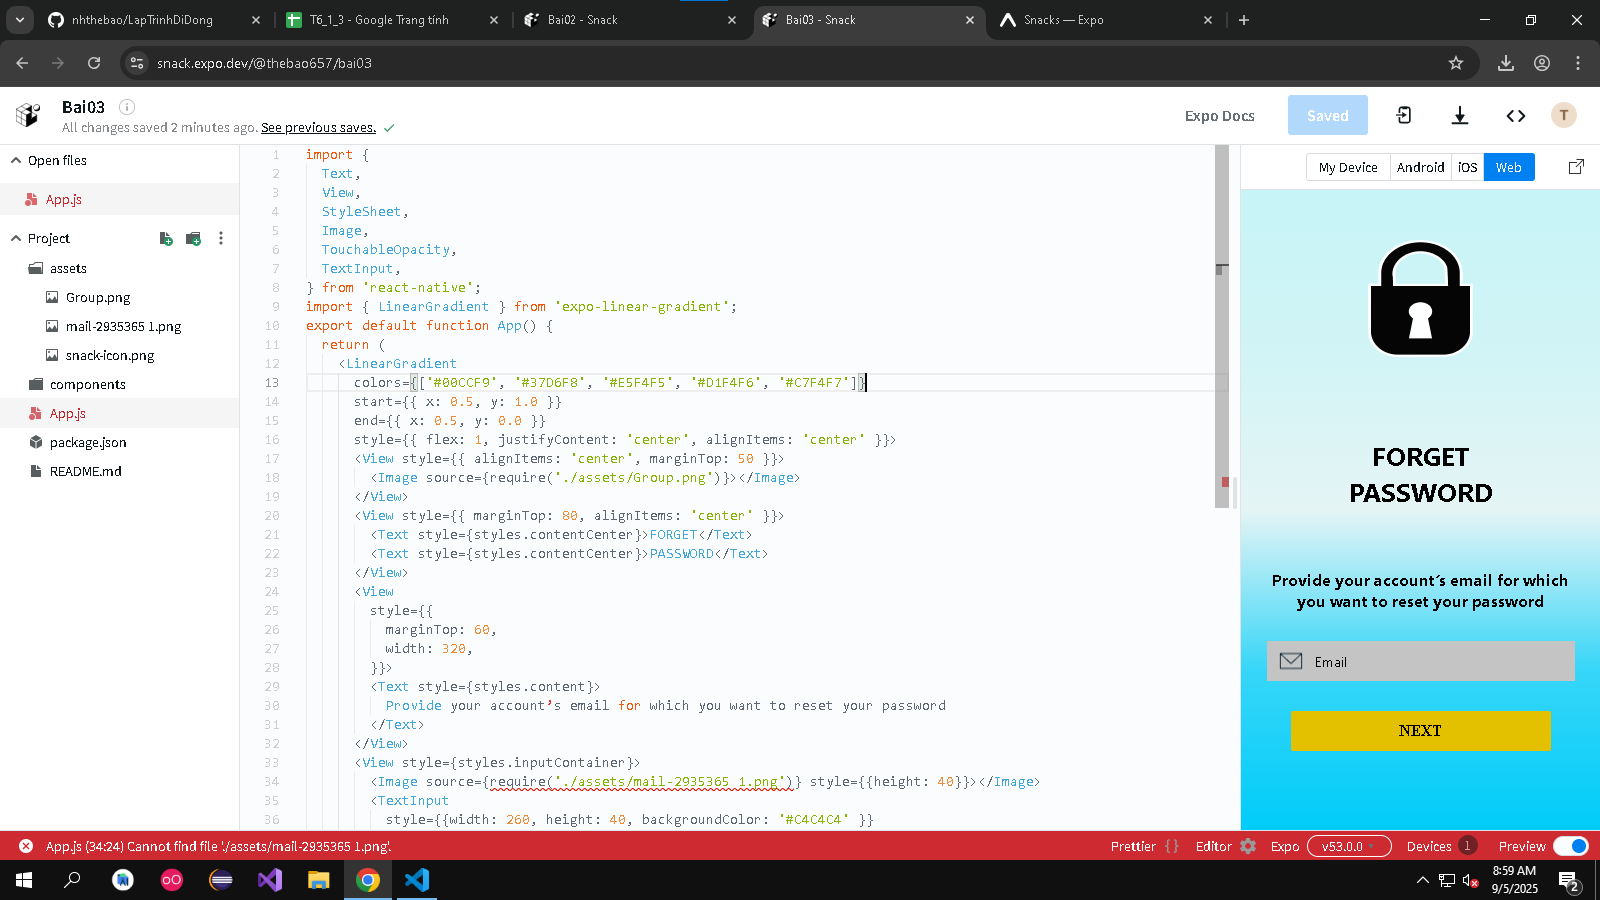 nhthebao/LapTrinhDiDong
T6_1_3 - Google Trang tính
Bai02 - Snack
Bai03 - Snack
Snacks — Expo
snack.expo.dev/@thebao657/bai03
Bai03
All changes saved 2 minutes ago. See previous saves.
Expo Docs
Saved
T
Open files
App.js
Project
assets
Group.png
mail-2935365 1.png
snack-icon.png
components
App.js
package.json
README.md
1 import {
2 Text,
3 View,
4 StyleSheet,
5 Image,
6 TouchableOpacity,
7 TextInput,
8 } from 'react-native';
9 import { LinearGradient } from 'expo-linear-gradient';
10 export default function App() {
11 return (
12 <LinearGradient
13 colors={['#00CCF9', '#37D6F8', '#E5F4F5', '#D1F4F6', '#C7F4F7']}
14 start={{ x: 0.5, y: 1.0 }}
15 end={{ x: 0.5, y: 0.0 }}
16 style={{ flex: 1, justifyContent: 'center', alignItems: 'center' }}>
17 <View style={{ alignItems: 'center', marginTop: 50 }}>
18 <Image source={require('./assets/Group.png')}></Image>
19 </View>
20 <View style={{ marginTop: 80, alignItems: 'center' }}>
21 <Text style={styles.contentCenter}>FORGET</Text>
22 <Text style={styles.contentCenter}>PASSWORD</Text>
23 </View>
24 <View
25 style={{
26 marginTop: 60,
27 width: 320,
28 }}>
29 <Text style={styles.content}>
30 Provide your account’s email for which you want to reset your password
31 </Text>
32 </View>
33 <View style={styles.inputContainer}>
34 <Image source={require('./assets/mail-2935365 1.png')} style={{height: 40}}></Image>
35 <TextInput
36 style={{width: 260, height: 40, backgroundColor: '#C4C4C4' }}
My Device
Android
iOS
Web
FORGET
PASSWORD
Provide your account’s email for which
you want to reset your password
Email
NEXT
App.js (34:24) Cannot find file './assets/mail-2935365 1.png'.
Prettier { }
Editor
Expo
v53.0.0
Devices 1
Preview
8:59 AM
9/5/2025
2